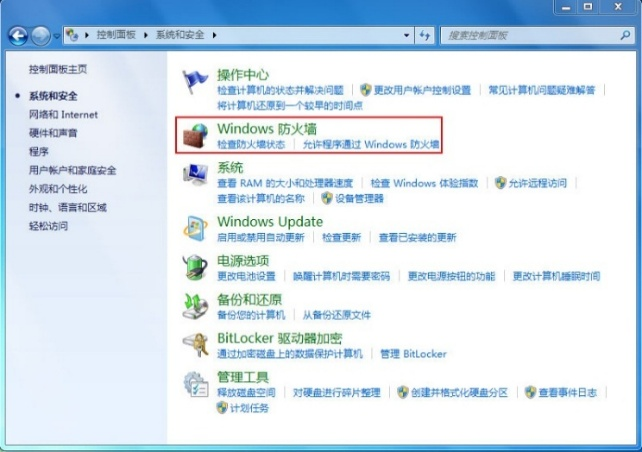 控制面板 系统和安全 搜索控制面板
控制面板主页
系统和安全
网络和 Internet
硬件和声音
程序
用户帐户和家庭安全
外观和个性化
时钟、语言和区域
轻松访问
操作中心
检查计算机的状态并解决问题 更改用户帐户控制设置 常见计算机问题疑难解答
将计算机还原到一个较早的时间点
Windows 防火墙
检查防火墙状态 允许程序通过 Windows 防火墙
系统
查看 RAM 的大小和处理器速度 检查 Windows 体验指数 允许远程访问
查看该计算机的名称 设备管理器
Windows Update
启用或禁用自动更新 检查更新 查看已安装的更新
电源选项
更改电池设置 唤醒计算机时需要密码 更改电源按钮的功能 更改计算机睡眠时间
备份和还原
备份您的计算机 从备份还原文件
BitLocker 驱动器加密
通过加密磁盘上的数据保护计算机 管理 BitLocker
管理工具
释放磁盘空间 对硬盘进行碎片整理 创建并格式化硬盘分区 查看事件日志
计划任务